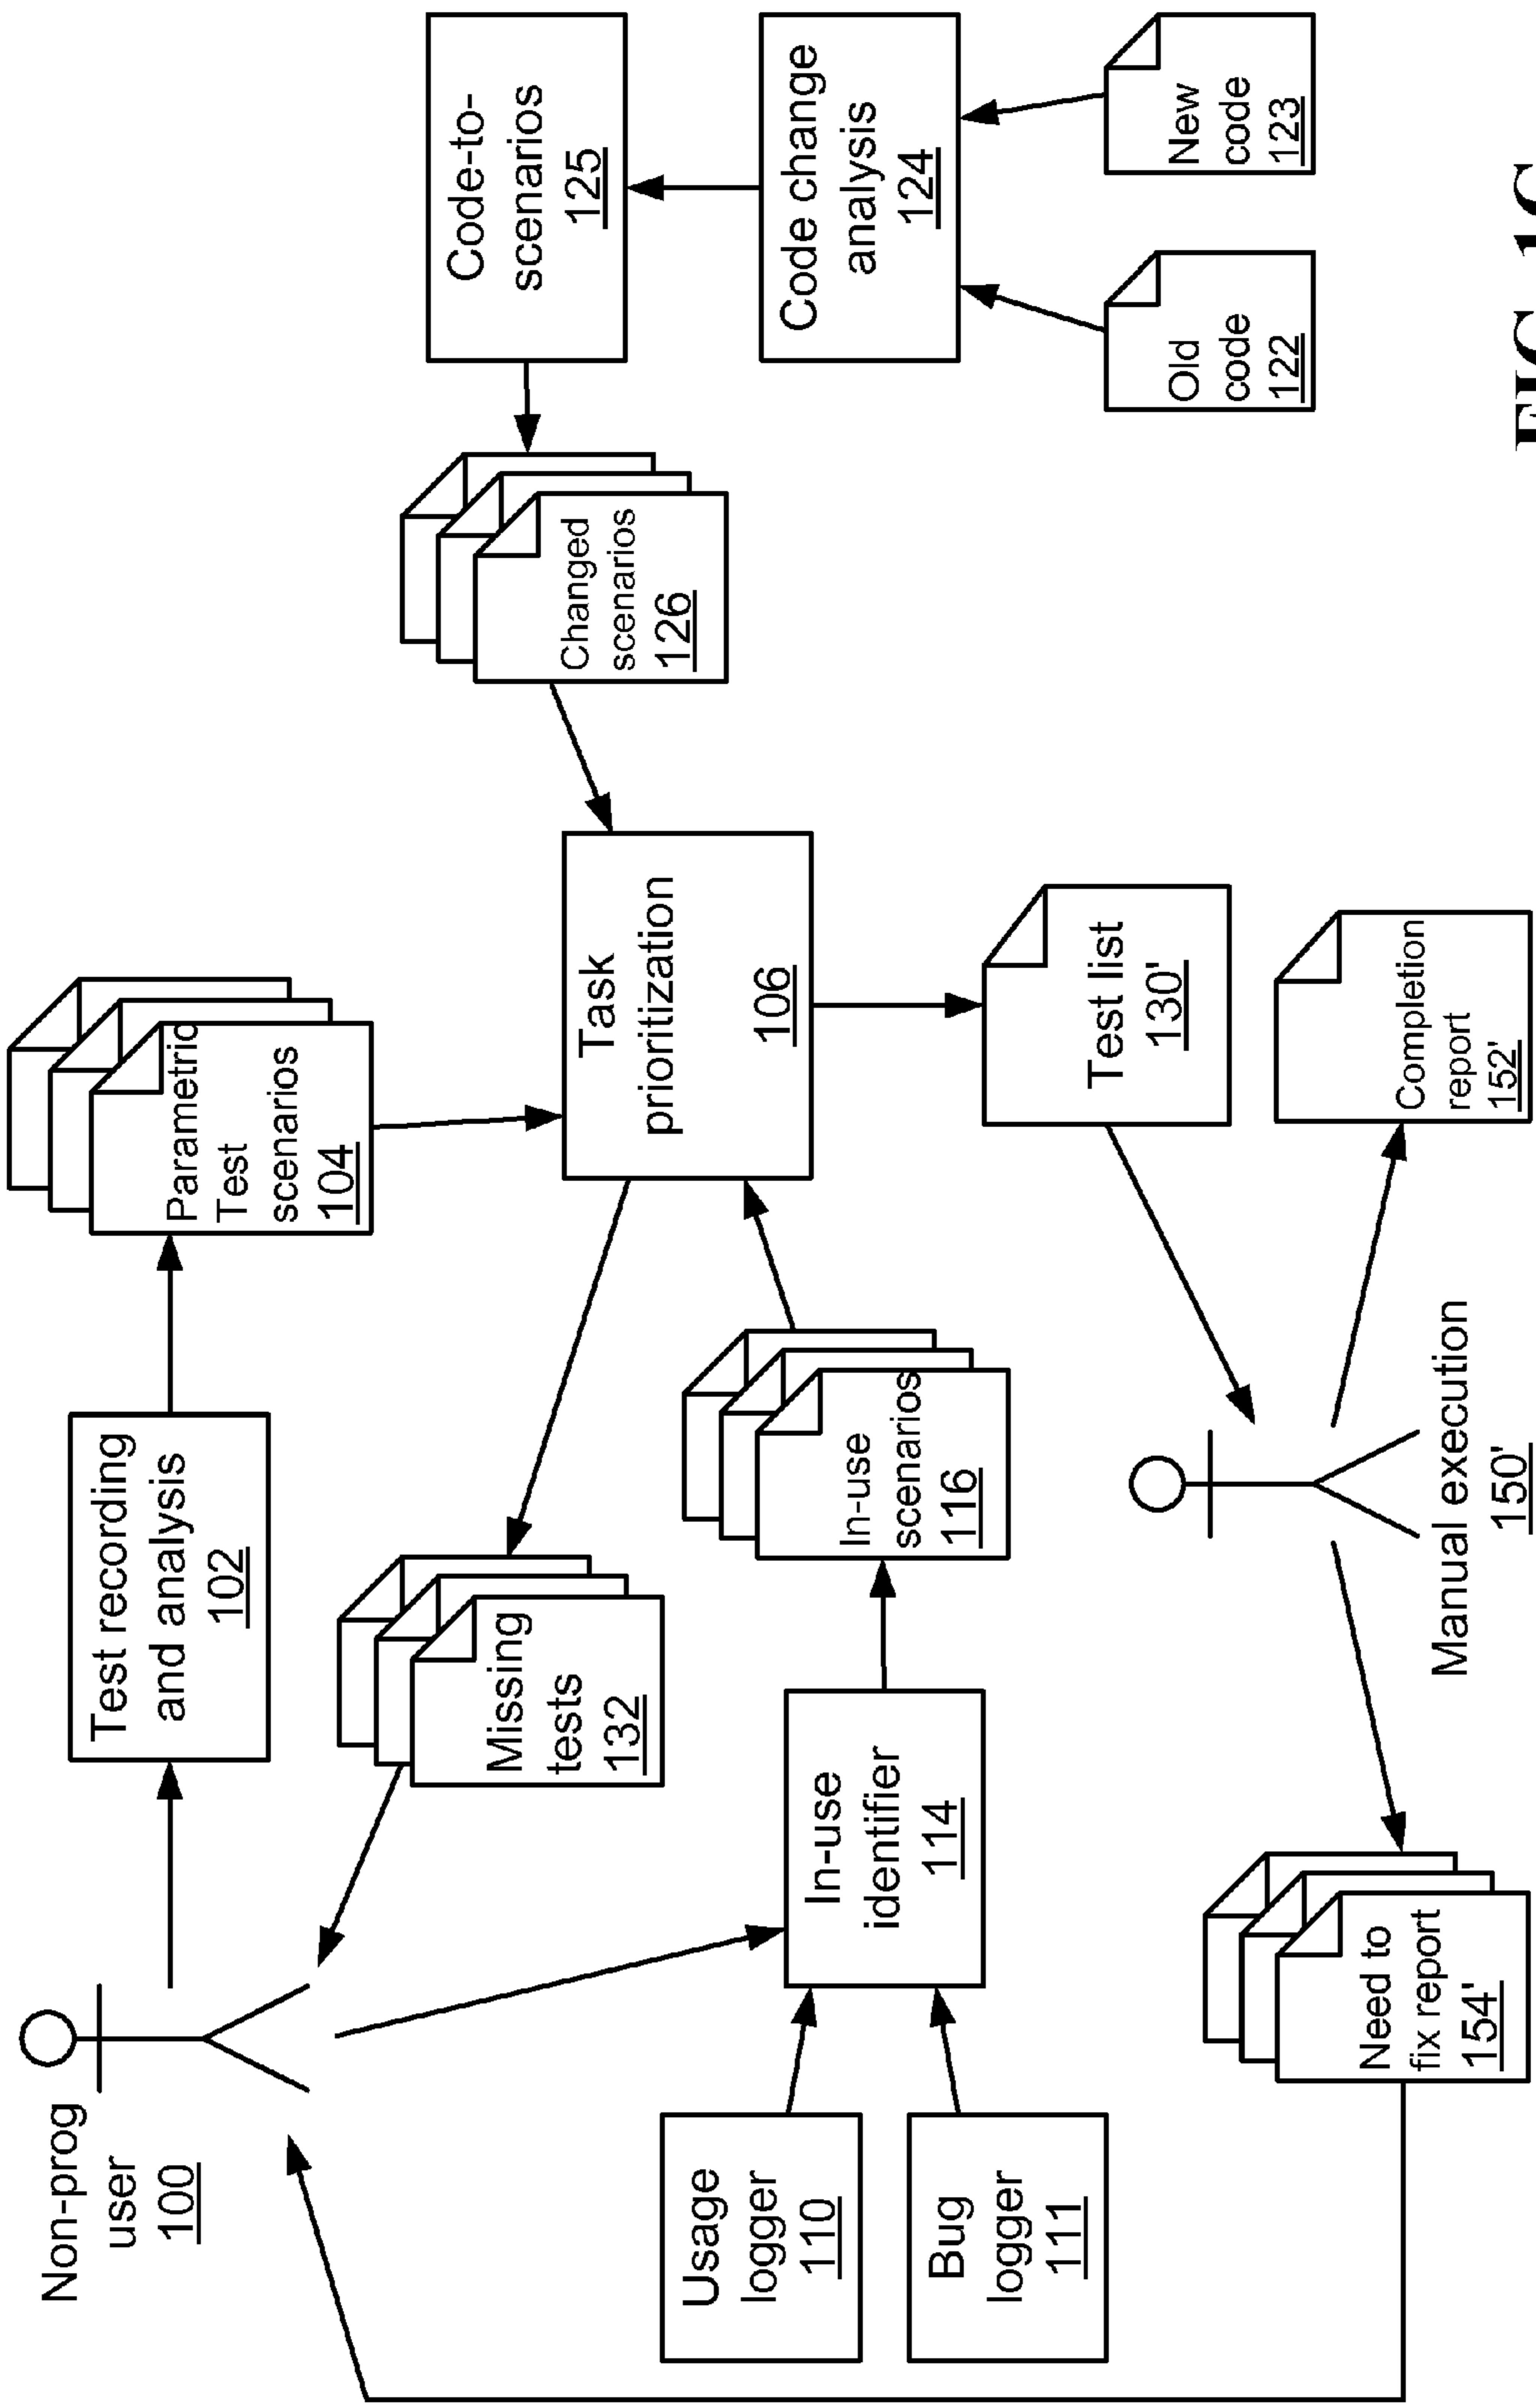 Non-prog
user
100
Test recording
and analysis
102
Parametric
Test
scenarios
104
Missing
tests
132
Task
prioritization
106
Changed
scenarios
126
Code-to-
scenarios
125
Usage
logger
110
Bug
logger
111
In-use
identifier
114
In-use
scenarios
116
Code change
analysis
124
Test list
130'
Old
code
122
New
code
123
Need to
fix report
154'
Manual execution
150'
Completion
report
152'
FIG. 1C